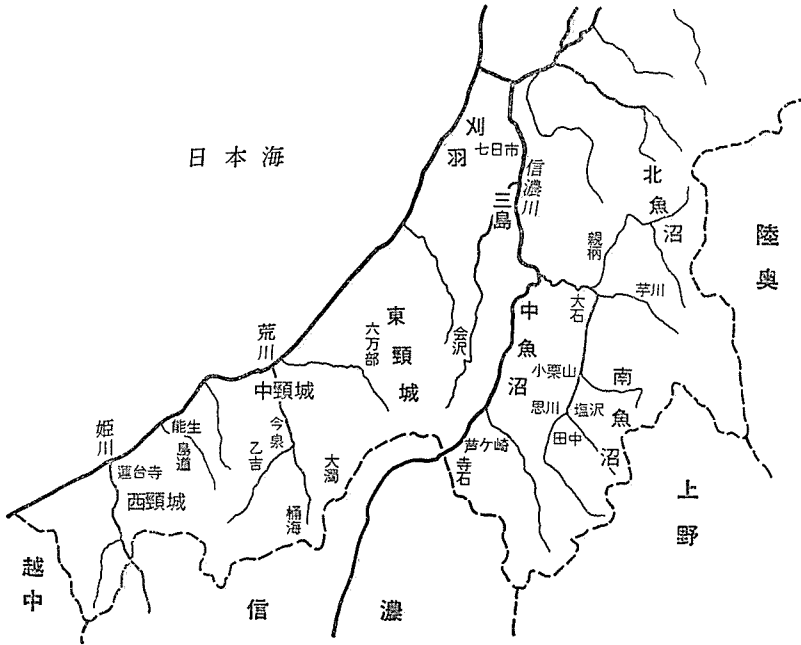 日本海
刈羽
七日市
三島
信濃川
北魚沼
陸奥
親柄
芋川
大石
中魚沼
東頸城
六万部
会沢
荒川
中頸城
小栗山
南魚沼
思川
塩沢
田中
芦ケ崎
寺石
上野
今泉
乙吉
大濁
桶海
能生
島道
姫川
蓮台寺
西頸城
越中
信濃